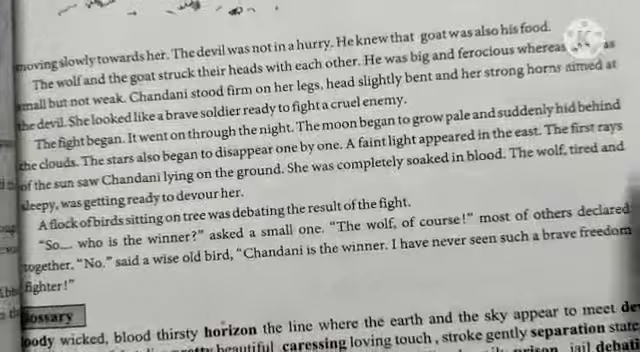 moving slowly towards her. The devil was not in a hurry. He knew that goat was also his food.
The wolf and the goat struck their heads with each other. He was big and ferocious whereas
small but not weak. Chandani stood firm on her legs, head slightly bent and her strong horns aimed at
the devil. She looked like a brave soldier ready to fight a cruel enemy.
The fight began. It went on through the night. The moon began to grow pale and suddenly hid behind
the clouds. The stars also began to disappear one by one. A faint light appeared in the east. The first rays
of the sun saw Chandani lying on the ground. She was completely soaked in blood. The wolf, tired and
sleepy, was getting ready to devour her.
A flock of birds sitting on tree was debating the result of the fight.
"So... who is the winner?" asked a small one. "The wolf, of course!" most of others declared
together. "No." said a wise old bird, "Chandani is the winner. I have never seen such a brave freedom
fighter!"
ossary
oody wicked, blood thirsty horizon the line where the earth and the sky appear to meet
beautiful caressing loving touch, stroke gently separation
jail